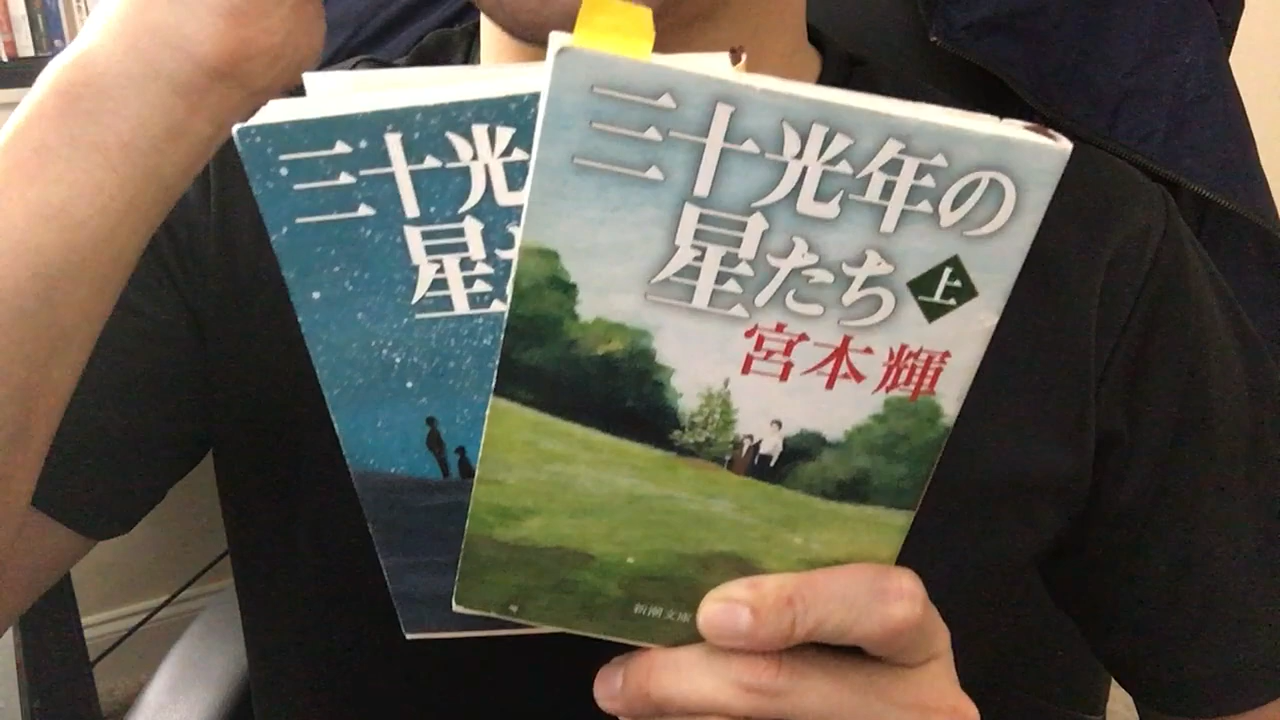 三十光年の
星たち
上
宮本輝
新潮文庫
三十光
星